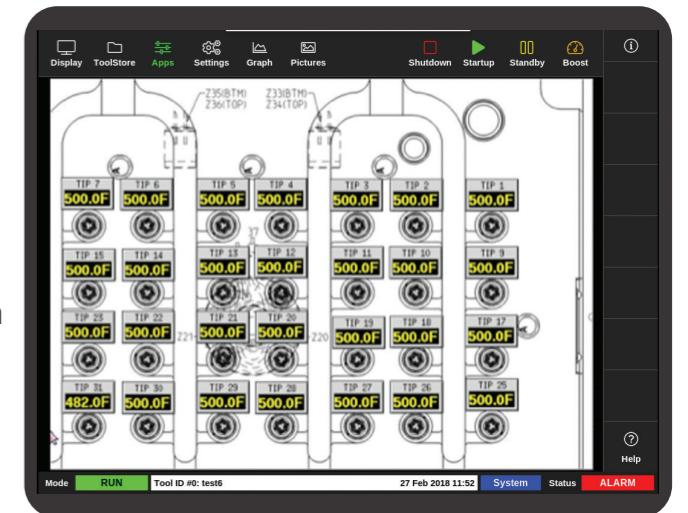 Display ToolStore Apps Settings Graph Pictures Shutdown Startup Standby Boost
Z35(BTM) Z33(BTM)
Z36(TOP) Z34(TOP)
TIP 7 TIP 6 TIP 5 TIP 4 TIP 3 TIP 2 TIP 1
500.0F 500.0F 500.0F 500.0F 500.0F 500.0F 500.0F
37
TIP 15 TIP 14 TIP 13 TIP 12 TIP 11 TIP 10 TIP 9
500.0F 500.0F 500.0F 500.0F 500.0F 500.0F 500.0F
TIP 23 TIP 22 TIP 21 TIP 20 TIP 19 TIP 18 TIP 17
500.0F 500.0F 500.0F 500.0F 500.0F 500.0F 500.0F
Z21 Z20
TIP 31 TIP 30 TIP 29 TIP 28 TIP 27 TIP 26 TIP 25
482.0F 500.0F 500.0F 500.0F 500.0F 500.0F 500.0F
Help
Mode RUN Tool ID #0: test6 27 Feb 2018 11:52 System Status ALARM